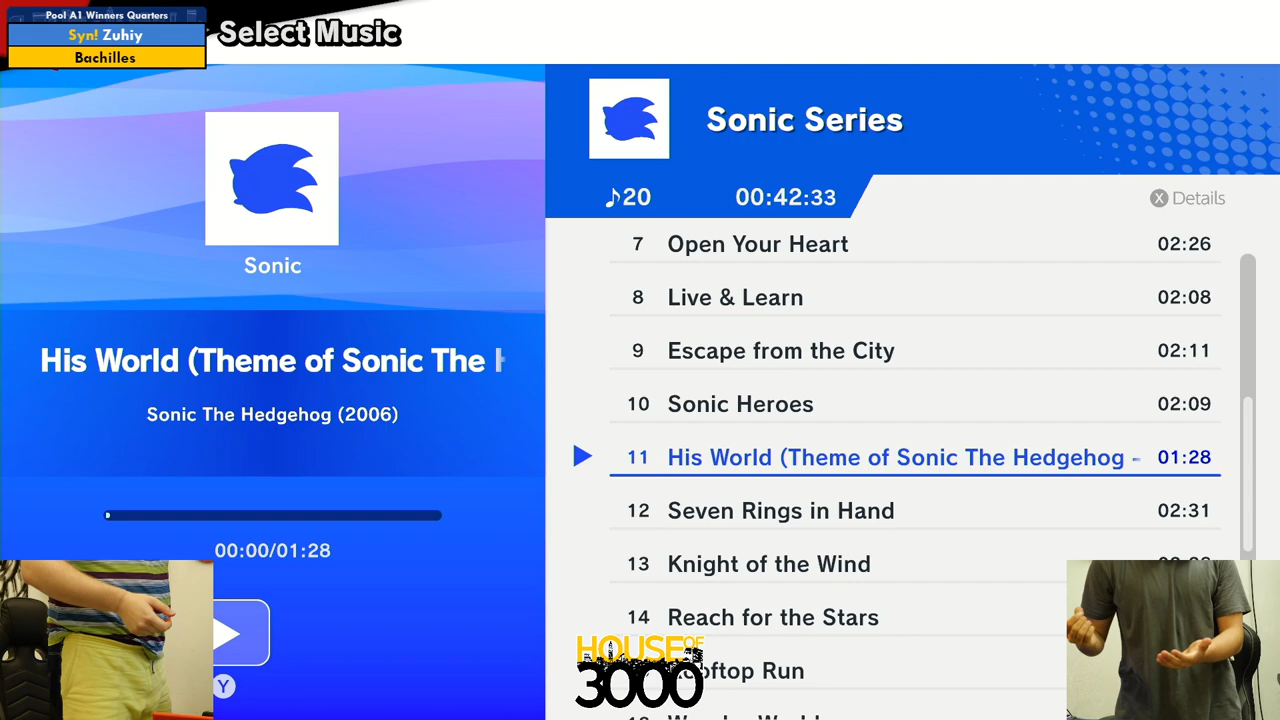 Pool A1 Winners Quarters
Syn! Zuhiy
Bachilles
Select Music
Sonic
His World (Theme of Sonic The
Sonic The Hedgehog (2006)
00:00/01:28
Y
Sonic Series
♪20 00:42:33
X Details
7 Open Your Heart 02:26
8 Live & Learn 02:08
9 Escape from the City 02:11
10 Sonic Heroes 02:09
11 His World (Theme of Sonic The Hedgehog - 01:28
12 Seven Rings in Hand 02:31
13 Knight of the Wind
14 Reach for the Stars
Run
HOUSE OF
3000